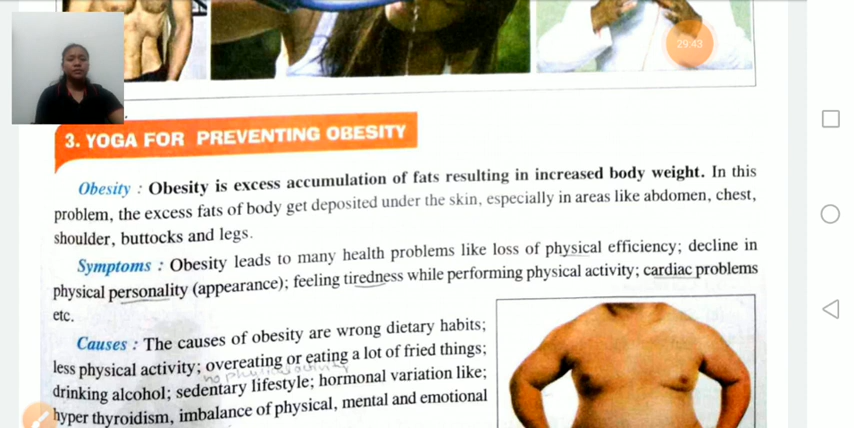 29:43
3. YOGA FOR PREVENTING OBESITY
Obesity : Obesity is excess accumulation of fats resulting in increased body weight. In this
problem, the excess fats of body get deposited under the skin, especially in areas like abdomen, chest,
shoulder, buttocks and legs.
Symptoms : Obesity leads to many health problems like loss of physical efficiency; decline in
physical personality (appearance); feeling tiredness while performing physical activity; cardiac problems
etc.
Causes : The causes of obesity are wrong dietary habits;
less physical activity; overeating or eating a lot of fried things;
no physical activity
drinking alcohol; sedentary lifestyle; hormonal variation like;
hyper thyroidism, imbalance of physical, mental and emotional